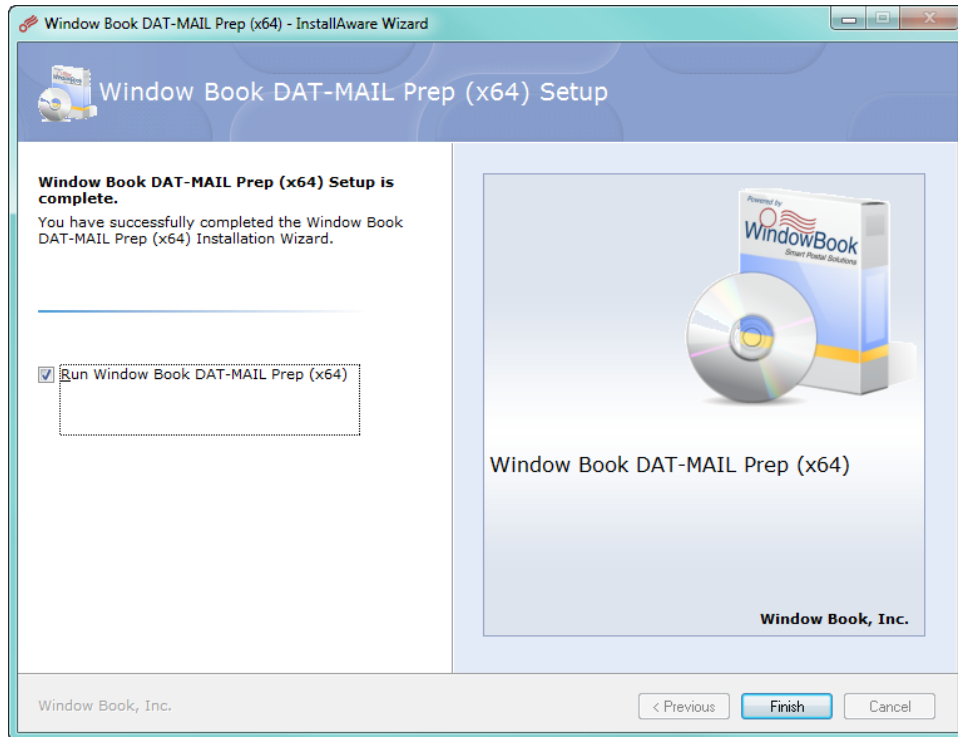 Window Book DAT-MAIL Prep (x64) - InstallAware Wizard
Window Book DAT-MAIL Prep (x64) Setup
Window Book DAT-MAIL Prep (x64) Setup is
complete.
You have successfully completed the Window Book
DAT-MAIL Prep (x64) Installation Wizard.
Run Window Book DAT-MAIL Prep (x64)
Powered by
WindowBook
Smart Postal Solutions
Window Book DAT-MAIL Prep (x64)
Window Book, Inc.
Window Book, Inc.
< Previous
Finish
Cancel